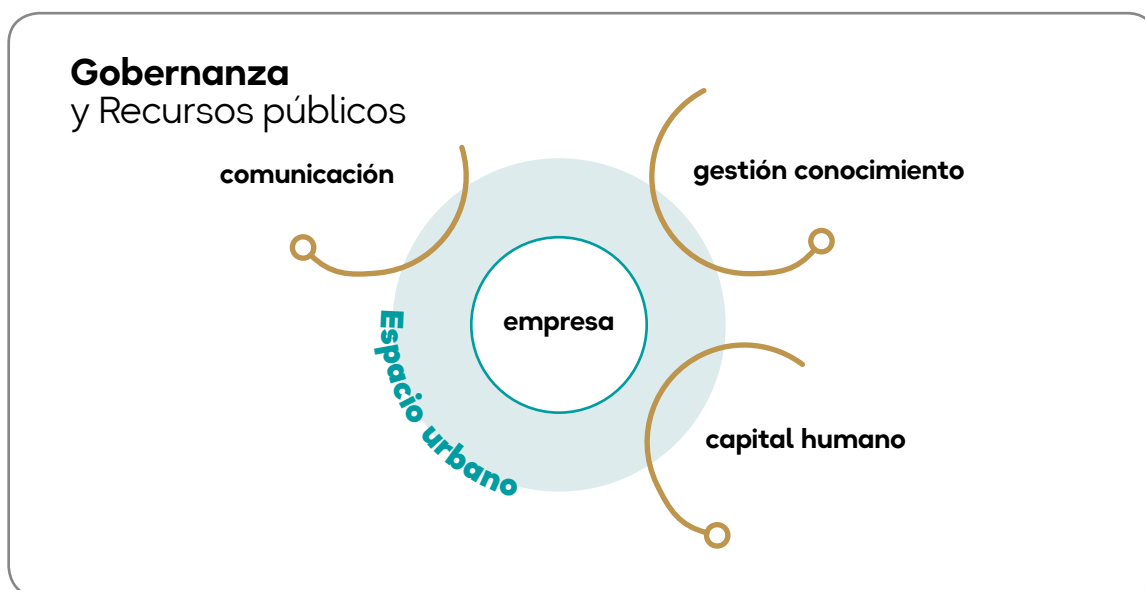 Gobernanza
y Recursos públicos
comunicación
gestión conocimiento
empresa
Espacio urbano
capital humano